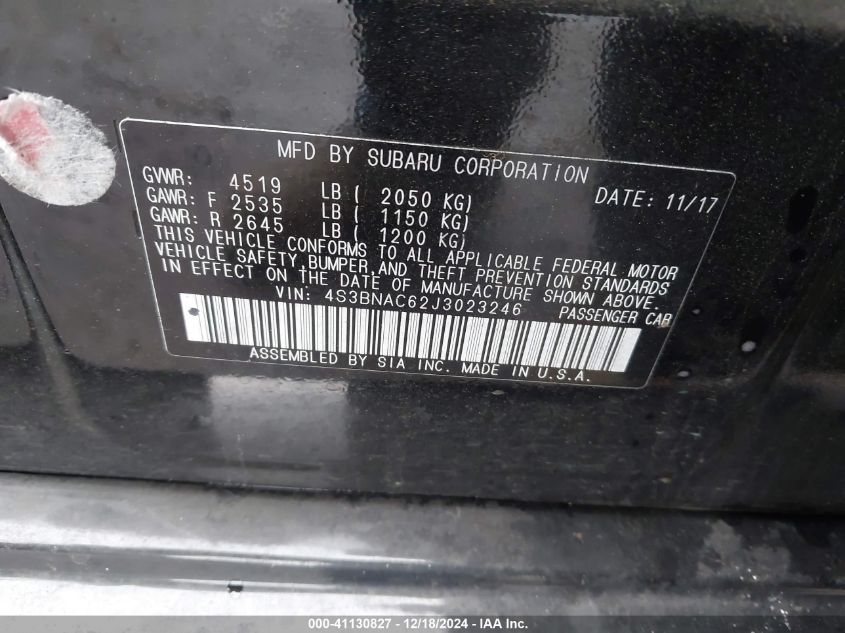 MFD BY SUBARU CORPORATION
GVWR: 4519 LB ( 2050 KG) DATE: 11/17
GAWR: F 2535 LB ( 1150 KG)
GAWR: R 2645 LB ( 1200 KG)
THIS VEHICLE CONFORMS TO ALL APPLICABLE FEDERAL MOTOR
VEHICLE SAFETY,BUMPER,AND THEFT PREVENTION STANDARDS
IN EFFECT ON THE DATE OF MANUFACTURE SHOWN ABOVE.
VIN: 4S3BNAC62J3023246 PASSENGER CAR
ASSEMBLED BY SIA INC. MADE IN U.S.A.
000-41130827 - 12/18/2024 - IAA Inc.